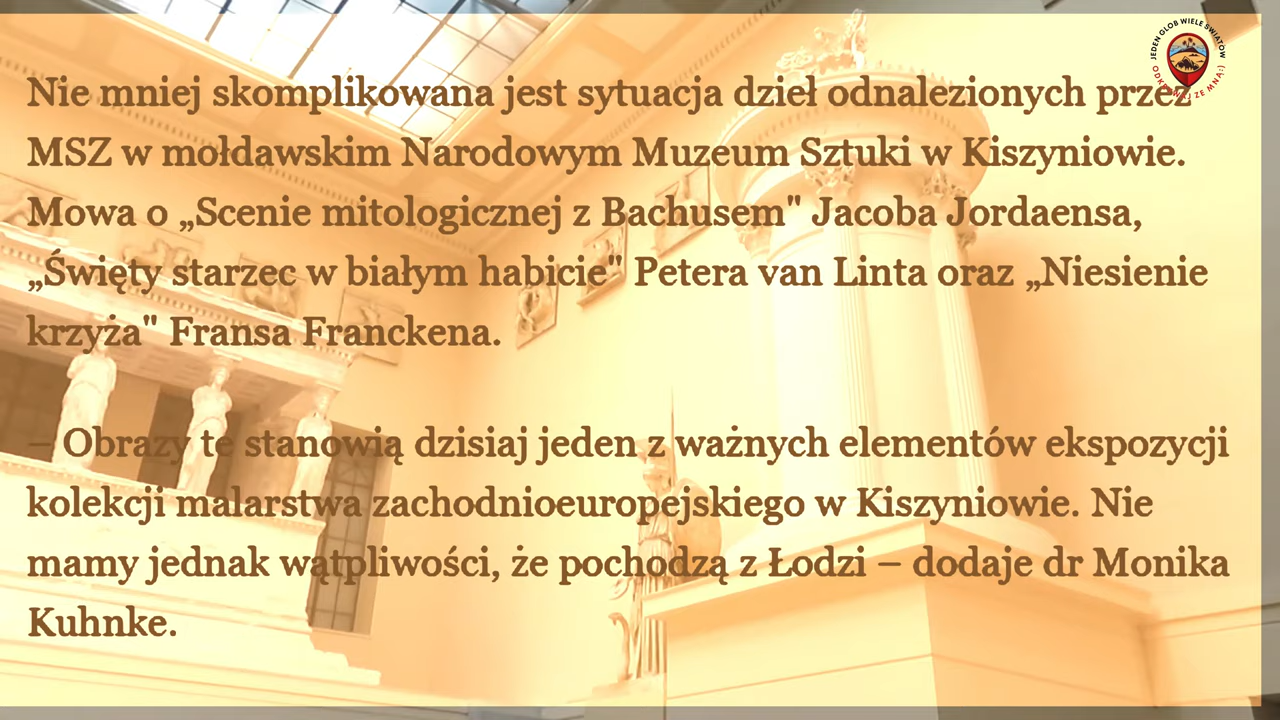 JEDEN GLOB WIELE ŚWIATÓW
ODKRYWAJ ZE MNĄ:)
Nie mniej skomplikowana jest sytuacja dzieł odnalezionych przez
MSZ w mołdawskim Narodowym Muzeum Sztuki w Kiszyniowie.
Mowa o „Scenie mitologicznej z Bachusem" Jacoba Jordaensa,
„Święty starzec w białym habicie" Petera van Linta oraz „Niesienie
krzyża" Fransa Franckena.
– Obrazy te stanowią dzisiaj jeden z ważnych elementów ekspozycji
kolekcji malarstwa zachodnioeuropejskiego w Kiszyniowie. Nie
mamy jednak wątpliwości, że pochodzą z Łodzi – dodaje dr Monika
Kuhnke.